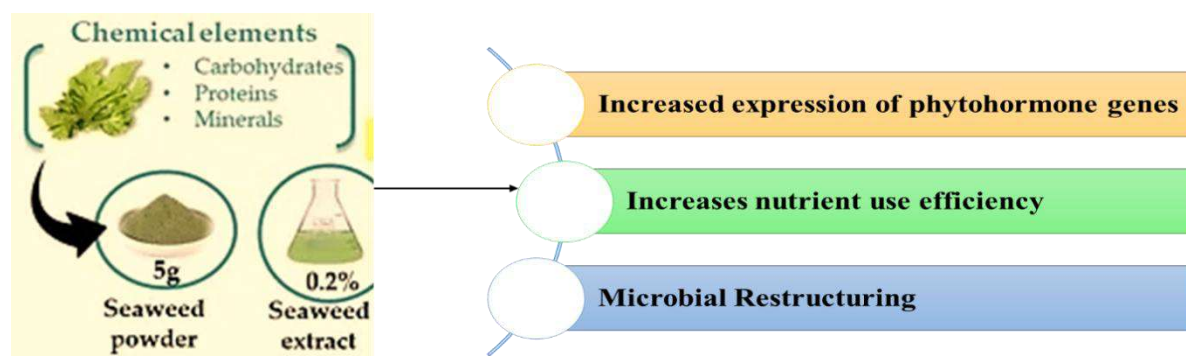 Chemical elements
• Carbohydrates
• Proteins
• Minerals
5g
Seaweed
powder
0.2%
Seaweed
extract
Increased expression of phytohormone genes
Increases nutrient use efficiency
Microbial Restructuring